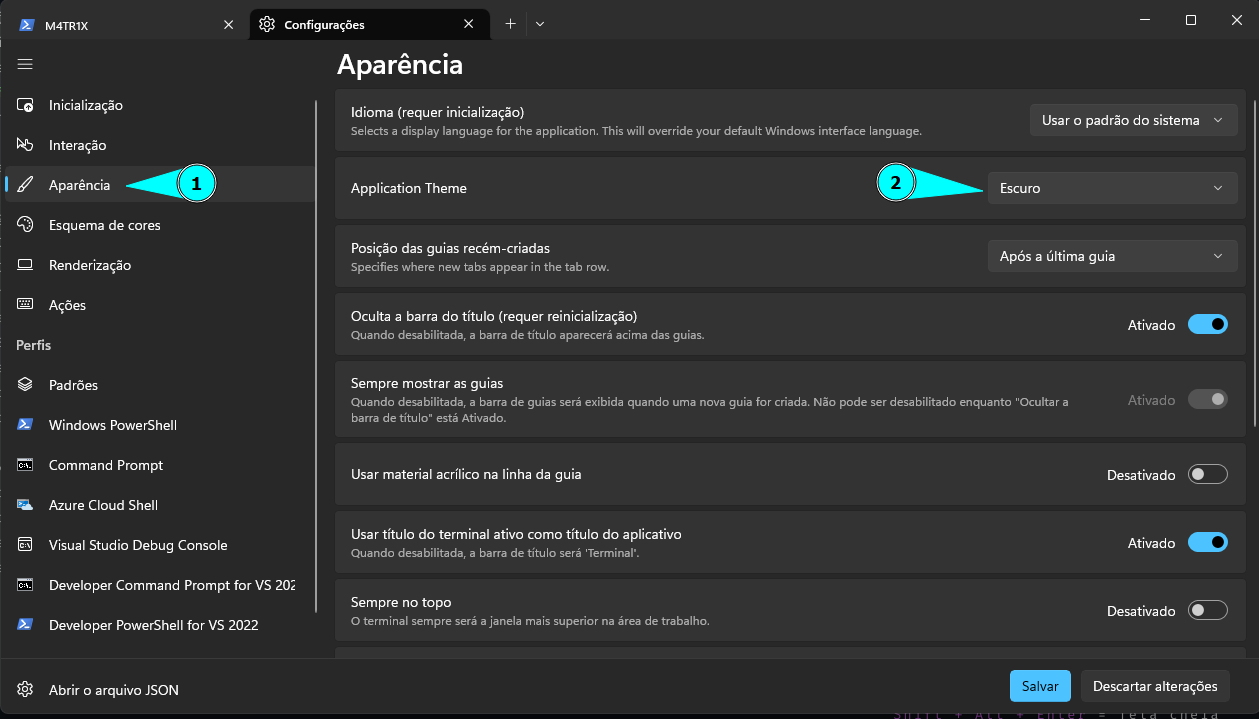 M4TR1X
Configurações
Aparência
Inicialização
Interação
Aparência
1
Esquema de cores
Renderização
Ações
Perfis
Padrões
Windows PowerShell
Command Prompt
Azure Cloud Shell
Visual Studio Debug Console
Developer Command Prompt for VS 202
Developer PowerShell for VS 2022
Abrir o arquivo JSON
Idioma (requer inicialização)
Selects a display language for the application. This will override your default Windows interface language.
Usar o padrão do sistema
Application Theme
2
Escuro
Posição das guias recém-criadas
Specifies where new tabs appear in the tab row.
Após a última guia
Oculta a barra do título (requer reinicialização)
Quando desabilitada, a barra de título aparecerá acima das guias.
Ativado
Sempre mostrar as guias
Quando desabilitada, a barra de guias será exibida quando uma nova guia for criada. Não pode ser desabilitado enquanto "Ocultar a
barra de título" está Ativado.
Ativado
Usar material acrílico na linha da guia
Desativado
Usar título do terminal ativo como título do aplicativo
Quando desabilitada, a barra de título será 'Terminal'.
Ativado
Sempre no topo
O terminal sempre será a janela mais superior na área de trabalho.
Desativado
Salvar
Descartar alterações
Shift + Alt + Enter = Tela cheia